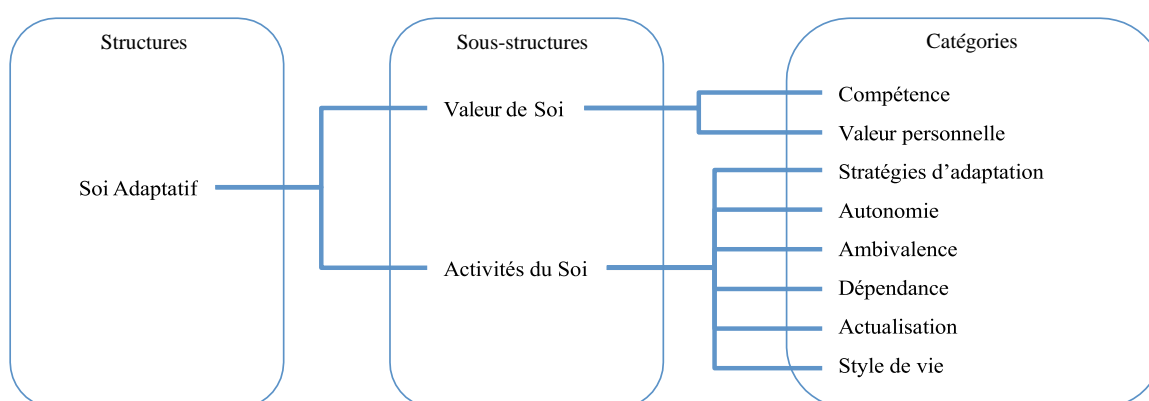 Structures
Sous-structures
Catégories
Soi Adaptatif
Valeur de Soi
Activités du Soi
Compétence
Valeur personnelle
Stratégies d’adaptation
Autonomie
Ambivalence
Dépendance
Actualisation
Style de vie